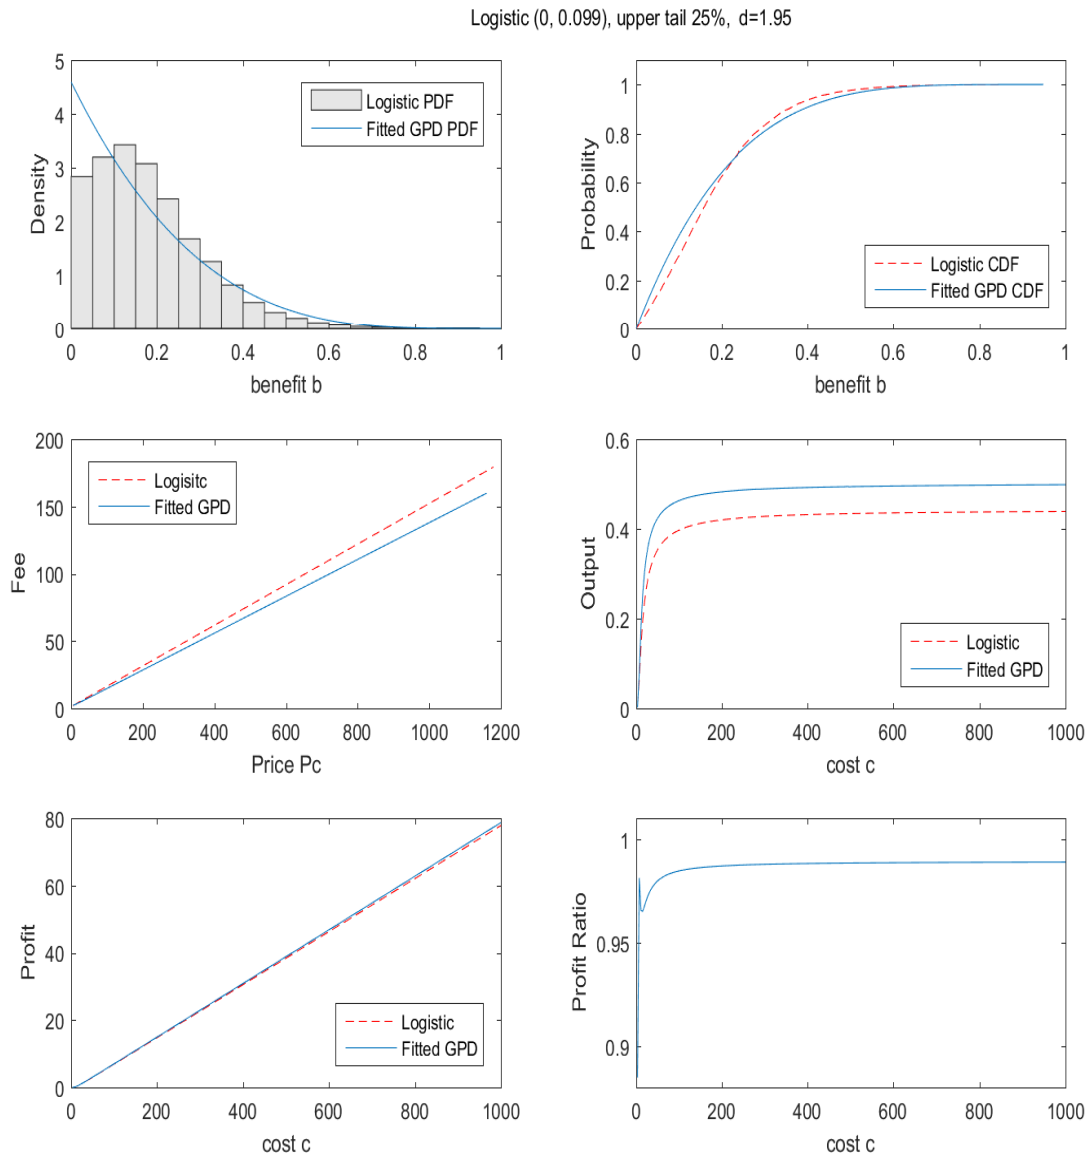 Logistic (0, 0.099), upper tail 25%, d=1.95
5
4
3
2
1
0
Density
Logistic PDF
Fitted GPD PDF
0 0.2 0.4 0.6 0.8 1
benefit b
1
0.8
0.6
0.4
0.2
0
Probability
Logistic CDF
Fitted GPD CDF
0 0.2 0.4 0.6 0.8 1
benefit b
200
150
100
50
0
Fee
Logisitc
Fitted GPD
0 200 400 600 800 1000 1200
Price Pc
0.6
0.4
0.2
0
Output
Logistic
Fitted GPD
0 200 400 600 800 1000
cost c
80
60
40
20
0
Profit
Logistic
Fitted GPD
0 200 400 600 800 1000
cost c
1
0.95
0.9
Profit Ratio
0 200 400 600 800 1000
cost c